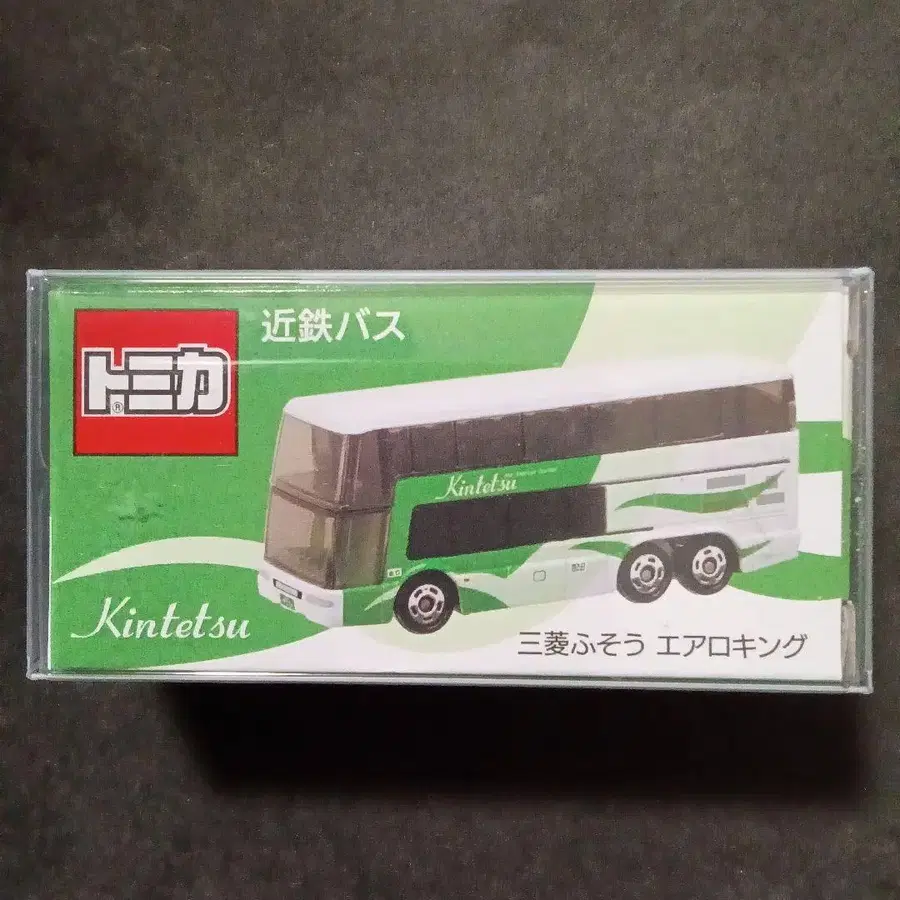 近鉄バス
トミカ
®
Kintetsu
Kintetsu
三菱ふそう エアロキング